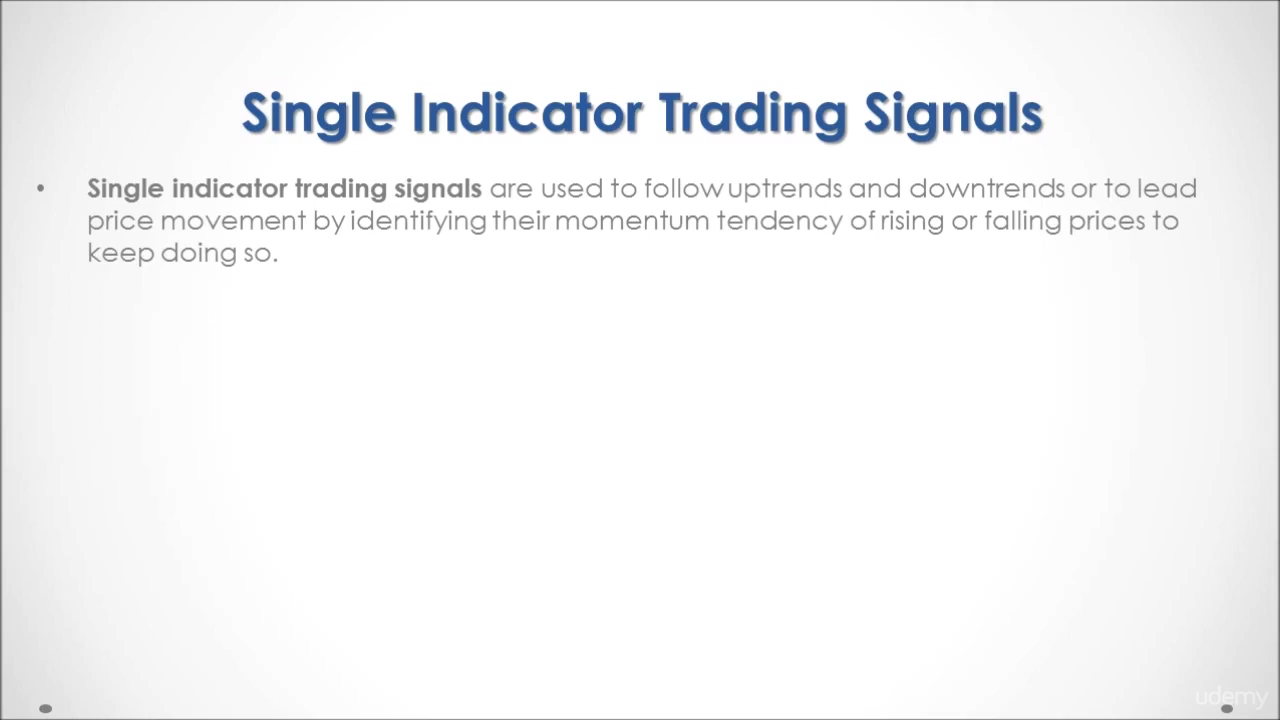 Single Indicator Trading Signals
• Single indicator trading signals are used to follow uptrends and downtrends or to lead
price movement by identifying their momentum tendency of rising or falling prices to
keep doing so.
udemy